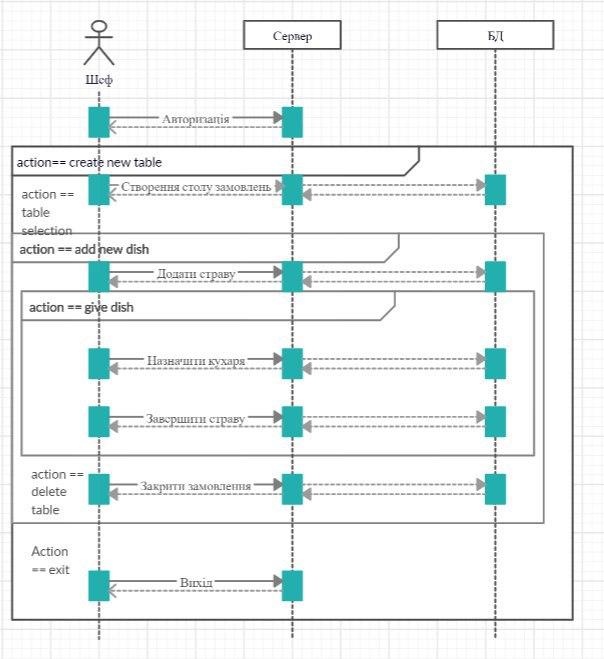 Сервер
БД
Шеф
Авторизація
action== create new table
action ==
table
selection
Створення столу замовлень
action == add new dish
Додати страву
action == give dish
Назначити кухаря
Завершити страву
action ==
delete
table
Закрити замовлення
Action
== exit
Вихід